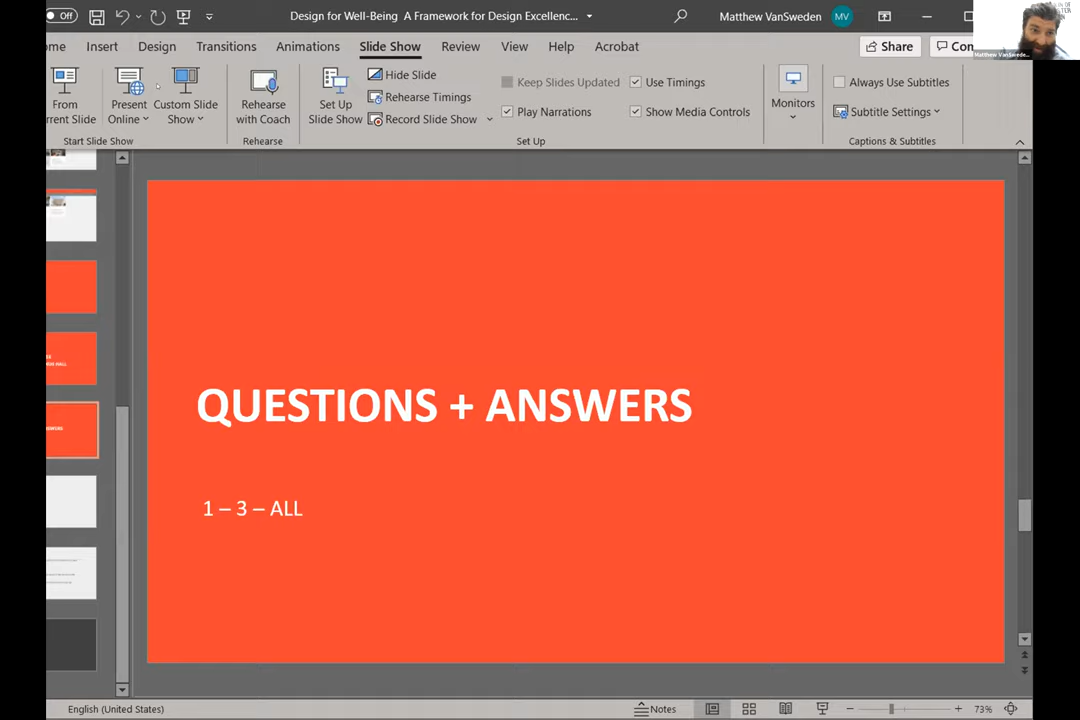 Off
Design for Well-Being  A Framework for Design Excellenc...
Matthew VanSweden
MV
ome
Insert
Design
Transitions
Animations
Slide Show
Review
View
Help
Acrobat
Share
Con
From
rrent Slide
Present
Online
Custom Slide
Show
Start Slide Show
Rehearse
with Coach
Rehearse
Set Up
Slide Show
Hide Slide
Rehearse Timings
Record Slide Show
Keep Slides Updated
Play Narrations
Use Timings
Show Media Controls
Set Up
Monitors
Always Use Subtitles
Subtitle Settings
Captions & Subtitles
QUESTIONS + ANSWERS
1 – 3 – ALL
English (United States)
Notes
73%